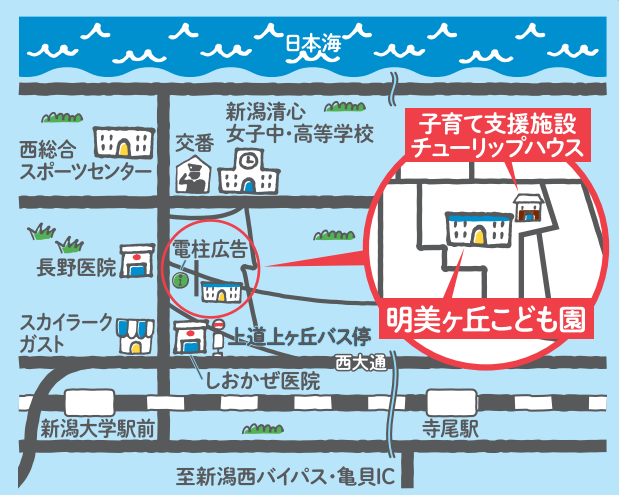 日本海
新潟清心
女子中・高等学校
交番
西総合
スポーツセンター
子育て支援施設
チューリップハウス
電柱広告
長野医院
明美ヶ丘こども園
スカイラーク
ガスト
上道上ヶ丘バス停
西大通
しおかぜ医院
新潟大学駅前
寺尾駅
至新潟西バイパス・亀貝IC